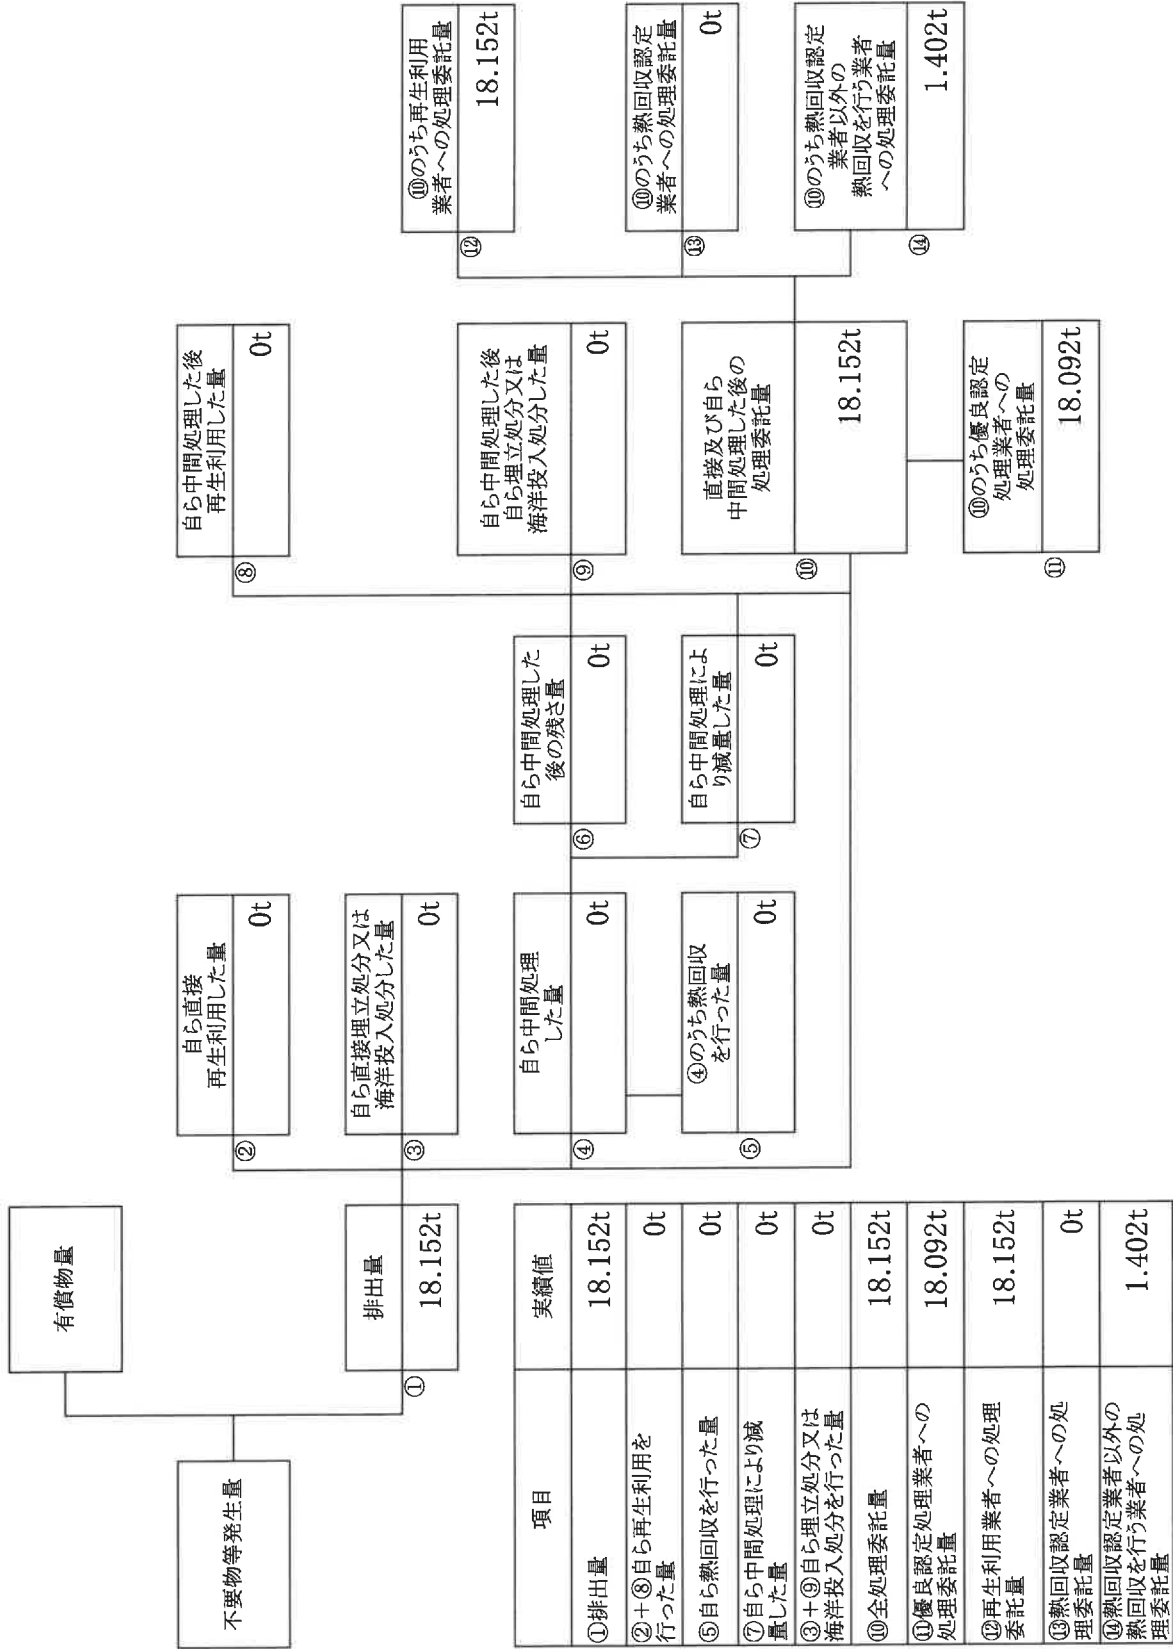 不要物等発生量
有償物量
①
排出量
18.152t
②
自ら直接
再生利用した量
0t
③
自ら直接埋立処分又は
海洋投入処分した量
0t
④
自ら中間処理
した量
0t
⑤
④のうち熱回収
を行った量
0t
⑥
自ら中間処理した
後の残さ量
0t
⑦
自ら中間処理によ
り減量した量
0t
⑧
自ら中間処理した後
再生利用した量
0t
⑨
自ら中間処理した後
自ら埋立処分又は
海洋投入処分した量
0t
⑩
直接及び自ら
中間処理した後の
処理委託量
18.152t
⑪
⑩のうち優良認定
処理業者への
処理委託量
18.092t
⑫
⑩のうち再生利用
業者への処理委託量
18.152t
⑬
⑩のうち熱回収認定
業者への処理委託量
0t
⑭
⑩のうち熱回収認定
業者以外の
熱回収を行う業者
への処理委託量
1.402t
項目 実績値
①排出量 18.152t
②+⑧自ら再生利用を
行った量 0t
⑤自ら熱回収を行った量 0t
⑦自ら中間処理により減
量した量 0t
③+⑨自ら埋立処分又は
海洋投入処分を行った量 0t
⑩全処理委託量 18.152t
⑪優良認定処理業者への
処理委託量 18.092t
⑫再生利用業者への処理
委託量 18.152t
⑬熱回収認定業者への処
理委託量 0t
⑭熱回収認定業者以外の
熱回収を行う業者への処
理委託量 1.402t